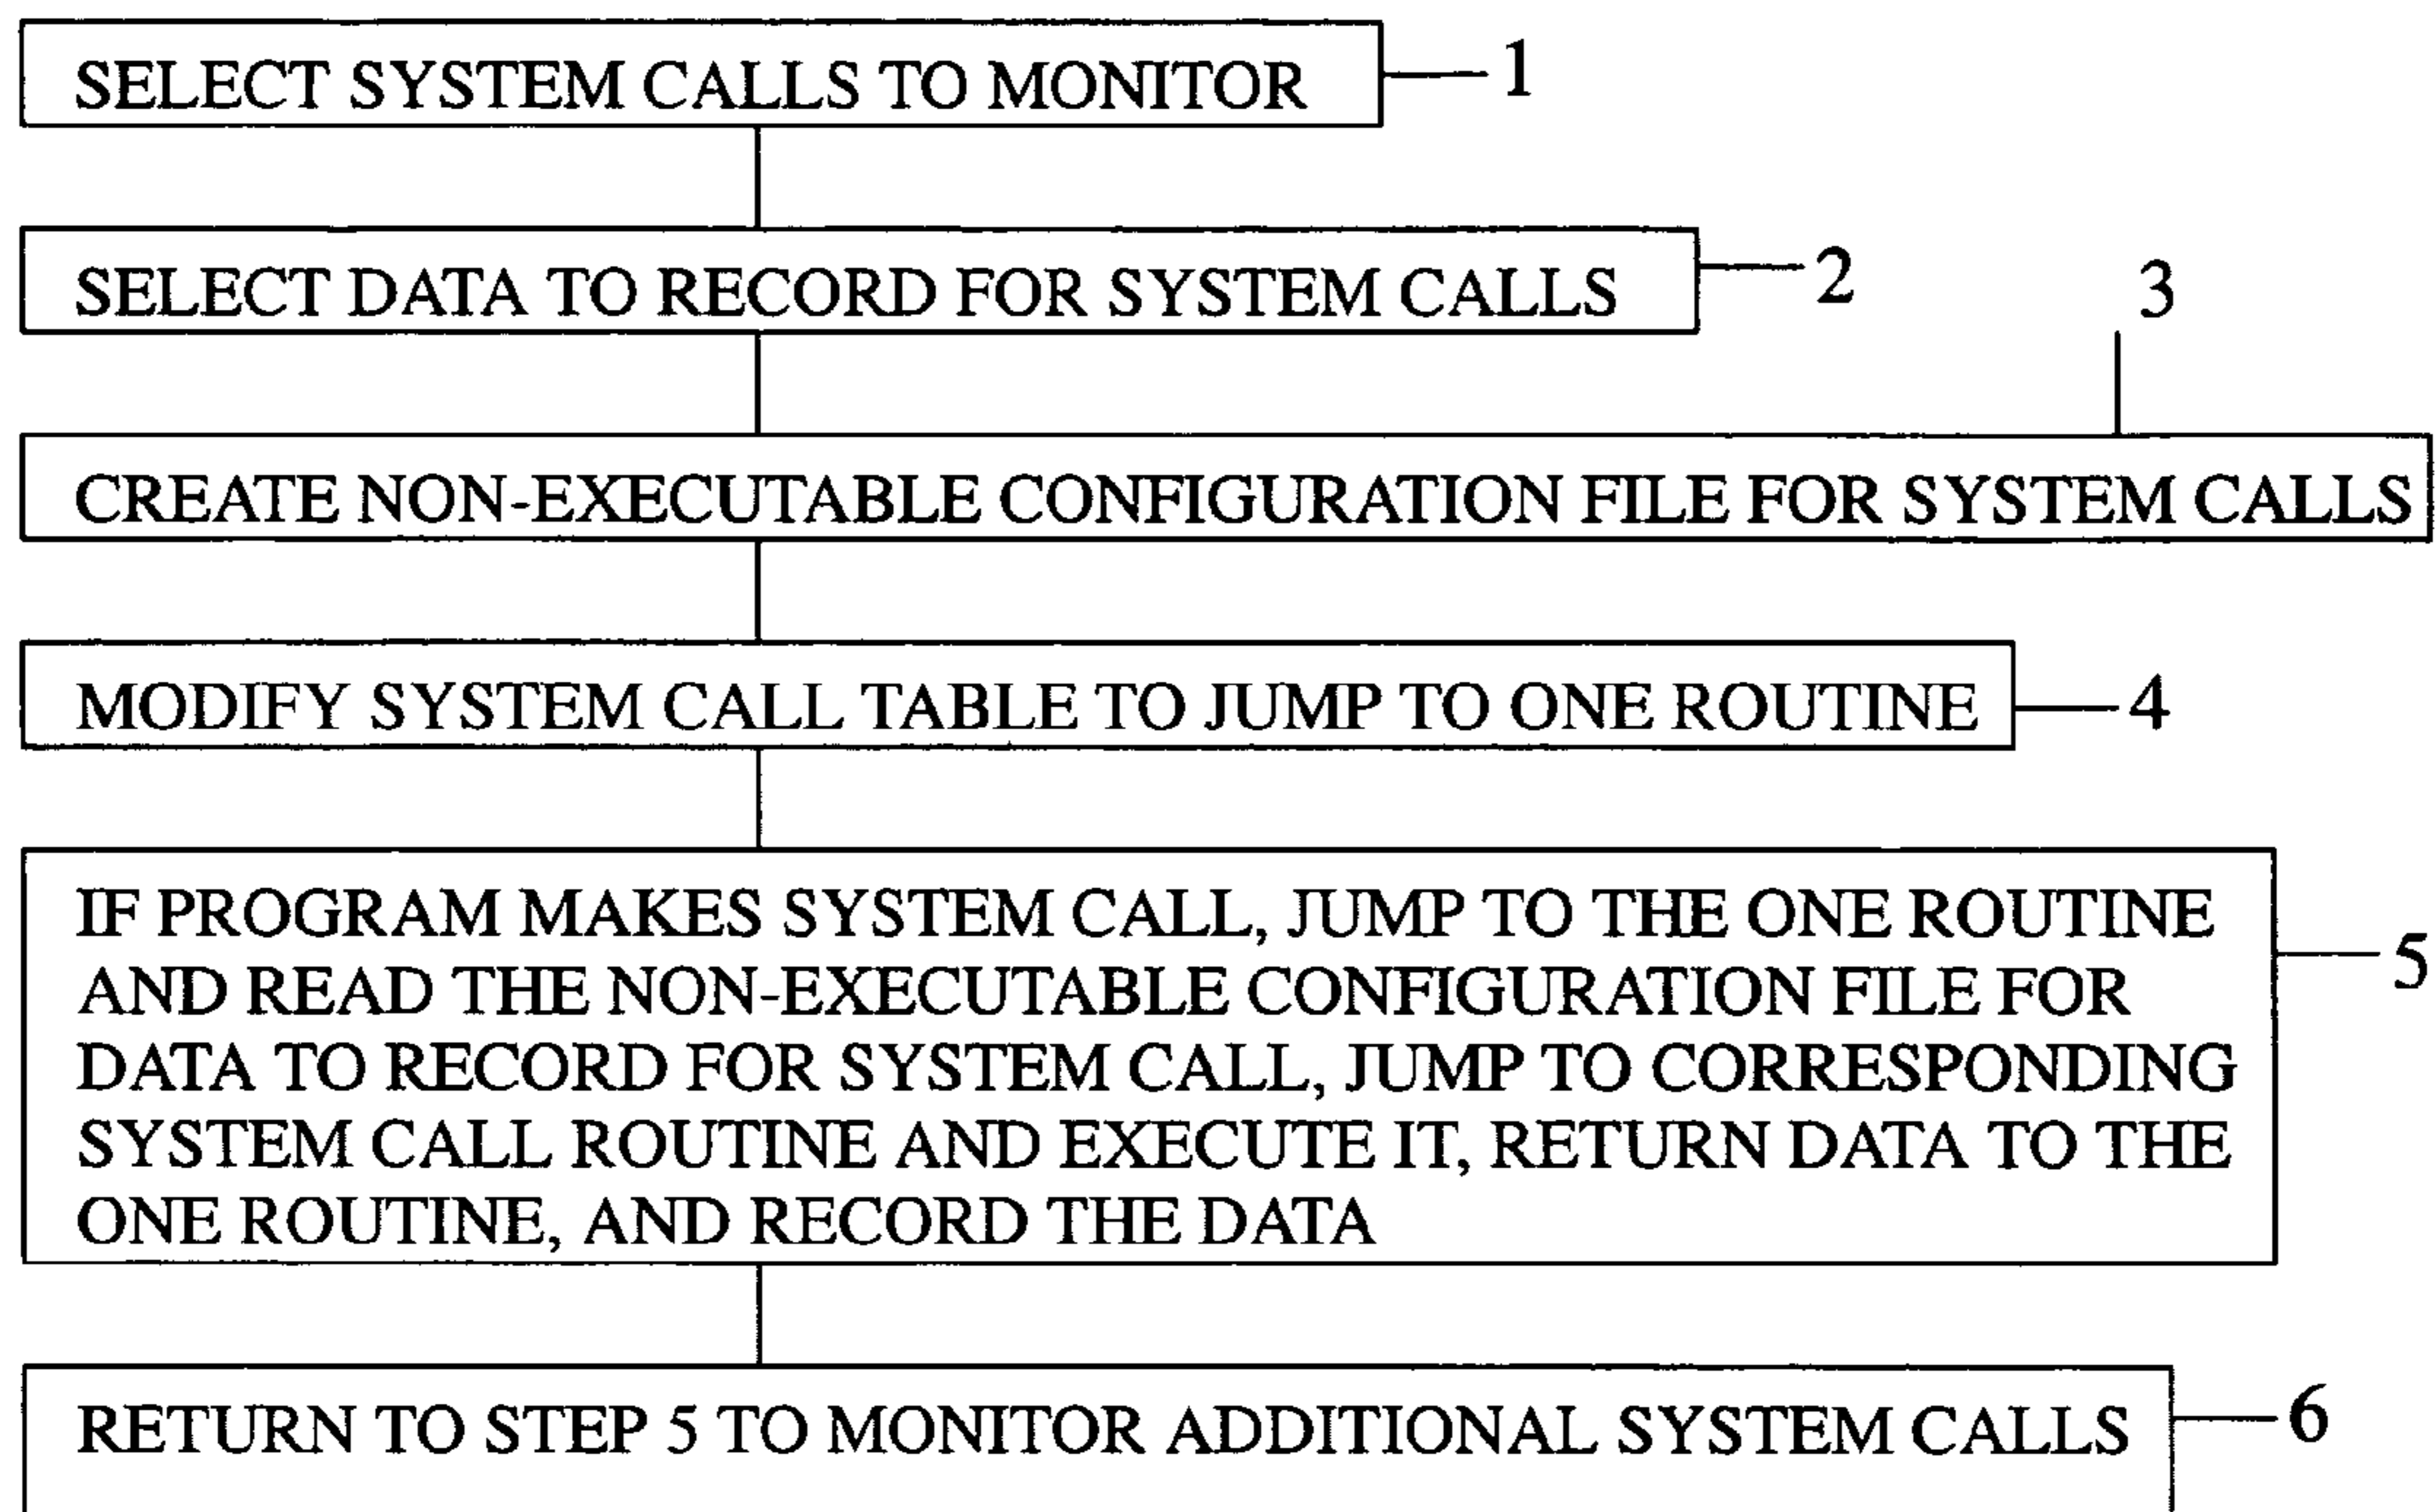 SELECT SYSTEM CALLS TO MONITOR
1
SELECT DATA TO RECORD FOR SYSTEM CALLS
2
3
CREATE NON-EXECUTABLE CONFIGURATION FILE FOR SYSTEM CALLS
MODIFY SYSTEM CALL TABLE TO JUMP TO ONE ROUTINE
4
IF PROGRAM MAKES SYSTEM CALL, JUMP TO THE ONE ROUTINE
AND READ THE NON-EXECUTABLE CONFIGURATION FILE FOR
DATA TO RECORD FOR SYSTEM CALL, JUMP TO CORRESPONDING
SYSTEM CALL ROUTINE AND EXECUTE IT, RETURN DATA TO THE
ONE ROUTINE, AND RECORD THE DATA
5
RETURN TO STEP 5 TO MONITOR ADDITIONAL SYSTEM CALLS
6